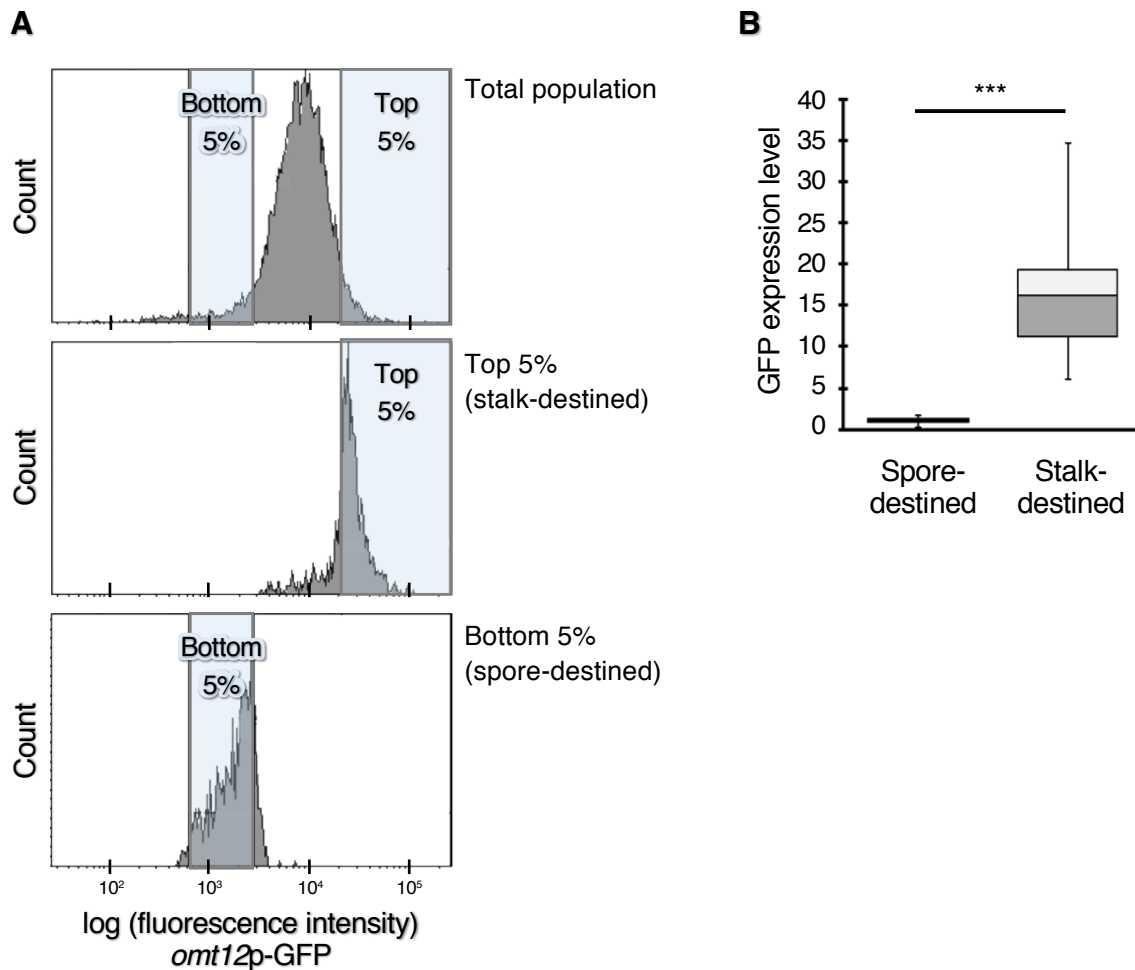 A
Count
Bottom
5%
Top
5%
Total population
Count
Top
5%
Top 5%
(stalk-destined)
Count
Bottom
5%
Bottom 5%
(spore-destined)
10² 10³ 10⁴ 10⁵
log (fluorescence intensity)
omt12p-GFP
B
GFP expression level
40
35
30
25
20
15
10
5
0
***
Spore-
destined
Stalk-
destined